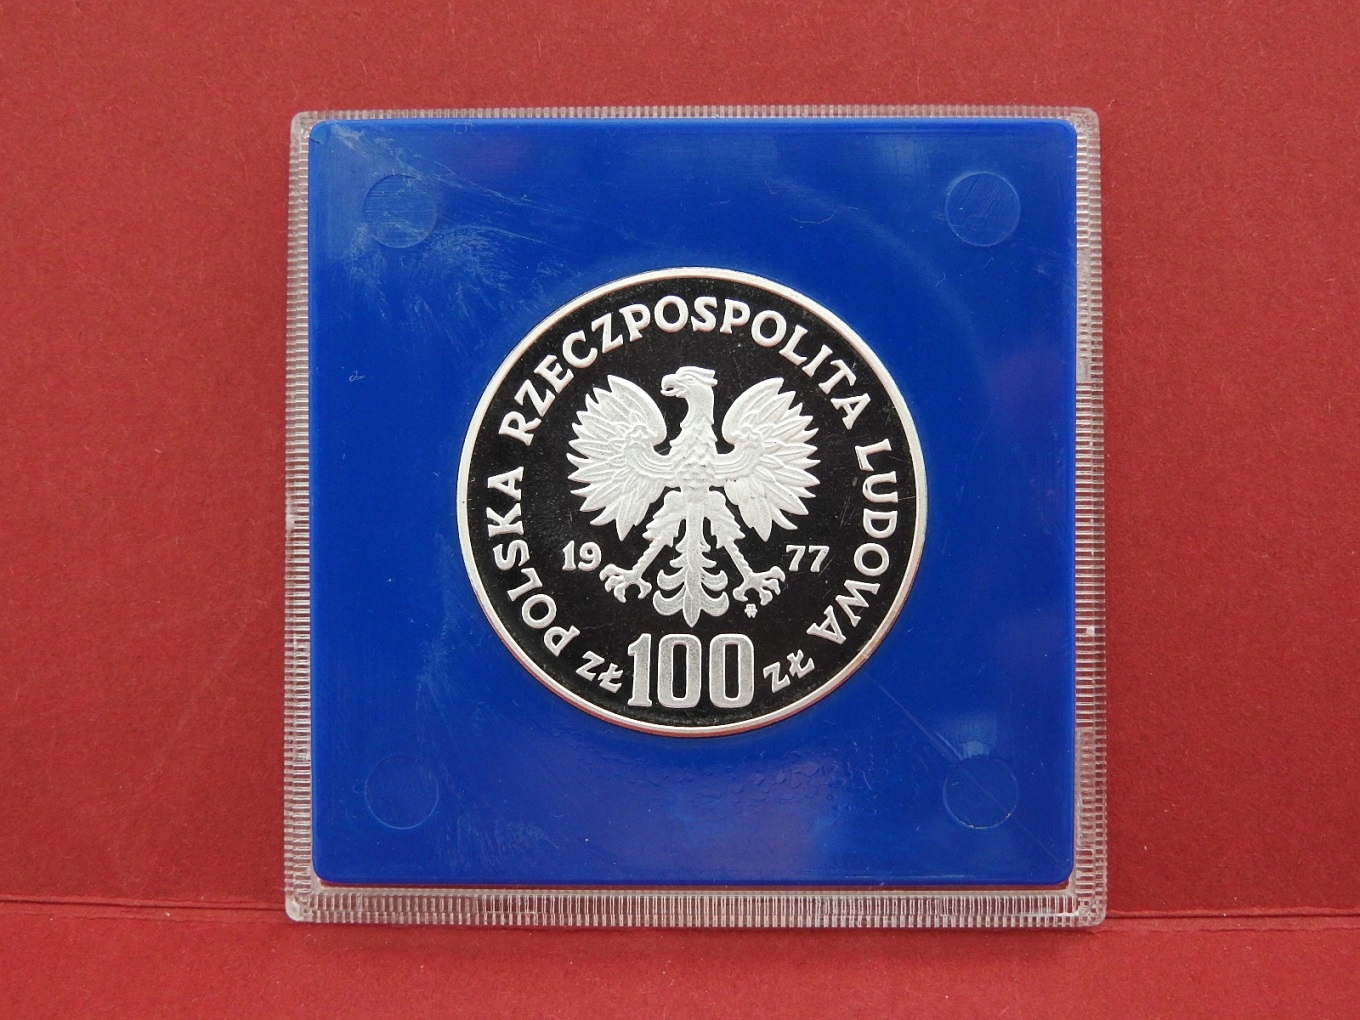 POLSKA RZECZPOSPOLITA LUDOWA
19 77
ZŁ 100 ZŁ